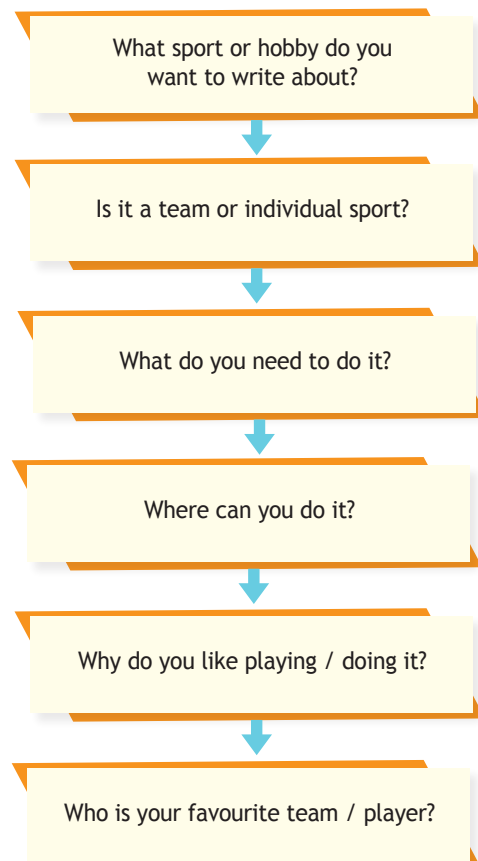 What sport or hobby do you
want to write about?
Is it a team or individual sport?
What do you need to do it?
Where can you do it?
Why do you like playing / doing it?
Who is your favourite team / player?